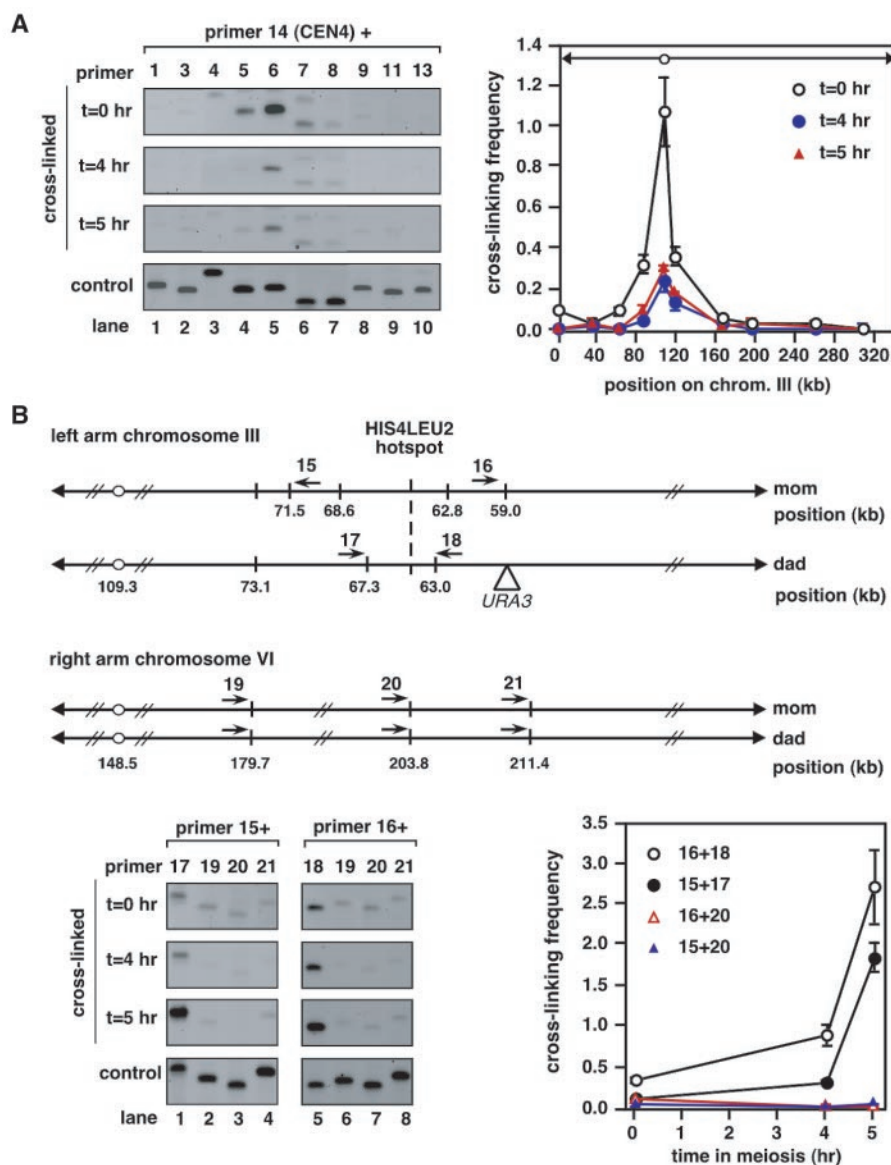 A
primer 14 (CEN4) +
primer 1 3 4 5 6 7 8 9 11 13
cross-linked
t=0 hr
t=4 hr
t=5 hr
control
lane 1 2 3 4 5 6 7 8 9 10
cross-linking frequency
1.4
1.2
1.0
0.8
0.6
0.4
0.2
0.0
t=0 hr
t=4 hr
t=5 hr
0 40 80 120 160 200 240 280 320
position on chrom. III (kb)
B
left arm chromosome III
HIS4LEU2
hotspot
15 16
mom
71.5 68.6 62.8 59.0 position (kb)
17 18
dad
109.3 73.1 67.3 63.0 URA3 position (kb)
right arm chromosome VI
19 20 21
mom
dad
148.5 179.7 203.8 211.4 position (kb)
primer 15+ primer 16+
primer 17 19 20 21 18 19 20 21
cross-linked
t=0 hr
t=4 hr
t=5 hr
control
lane 1 2 3 4 5 6 7 8
cross-linking frequency
3.5
3.0
2.5
2.0
1.5
1.0
0.5
0.0
16+18
15+17
16+20
15+20
0 1 2 3 4 5
time in meiosis (hr)